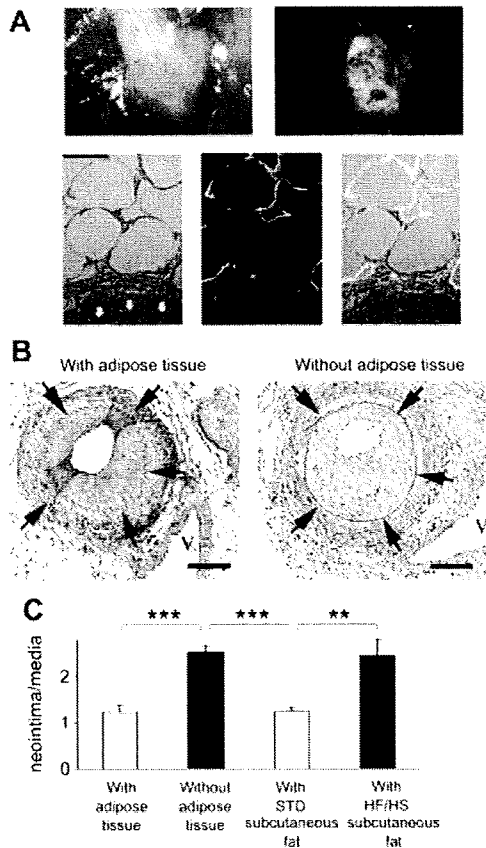 A
B
With adipose tissue
Without adipose tissue
V
V
C
neointima/media
***
***
**
2
1
0
With adipose tissue
Without adipose tissue
With STD subcutaneous fat
With HF/HS subcutaneous fat